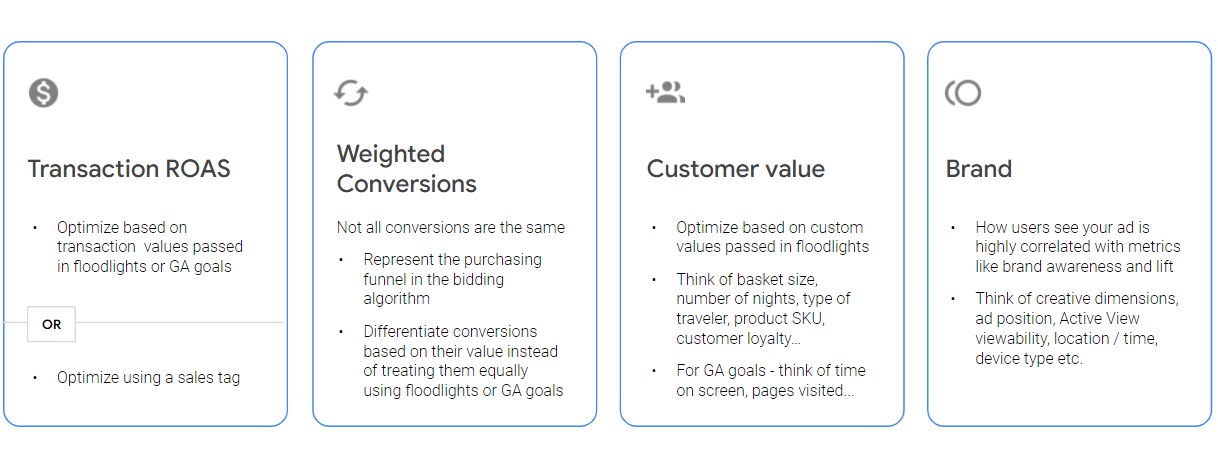 Transaction ROAS
• Optimize based on
transaction values passed
in floodlights or GA goals
OR
• Optimize using a sales tag
Weighted
Conversions
Not all conversions are the same
• Represent the purchasing
funnel in the bidding
algorithm
• Differentiate conversions
based on their value instead
of treating them equally
using floodlights or GA goals
Customer value
• Optimize based on custom
values passed in floodlights
• Think of basket size,
number of nights, type of
traveler, product SKU,
customer loyalty...
• For GA goals - think of time
on screen, pages visited...
Brand
• How users see your ad is
highly correlated with metrics
like brand awareness and lift
• Think of creative dimensions,
ad position, Active View
viewability, location / time,
device type etc.